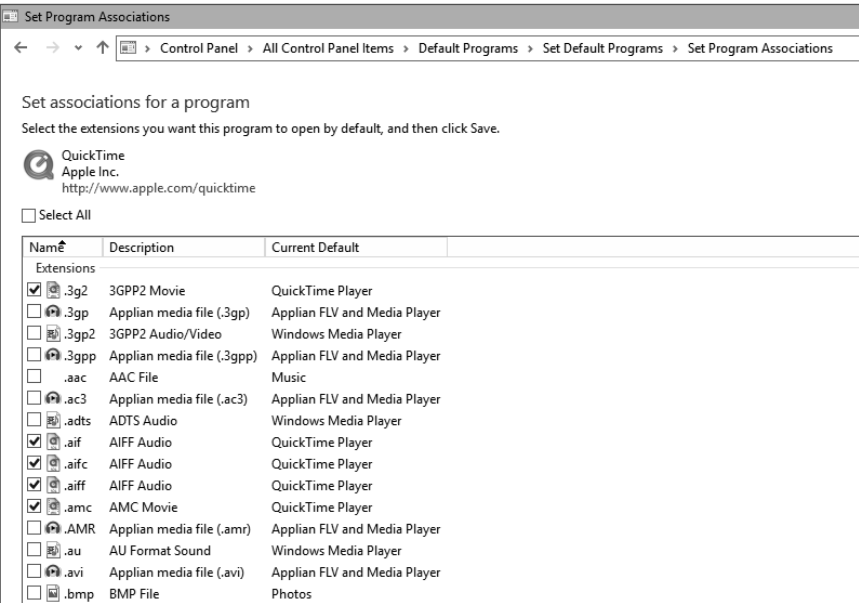 Set Program Associations
Control Panel > All Control Panel Items > Default Programs > Set Default Programs > Set Program Associations
Set associations for a program
Select the extensions you want this program to open by default, and then click Save.
QuickTime
Apple Inc.
http://www.apple.com/quicktime
Select All
Name Description Current Default
Extensions
.3g2 3GPP2 Movie QuickTime Player
.3gp Applian media file (.3gp) Applian FLV and Media Player
.3gp2 3GPP2 Audio/Video Windows Media Player
.3gpp Applian media file (.3gpp) Applian FLV and Media Player
.aac AAC File Music
.ac3 Applian media file (.ac3) Applian FLV and Media Player
.adts ADTS Audio Windows Media Player
.aif AIFF Audio QuickTime Player
.aifc AIFF Audio QuickTime Player
.aiff AIFF Audio QuickTime Player
.amc AMC Movie QuickTime Player
.AMR Applian media file (.amr) Applian FLV and Media Player
.au AU Format Sound Windows Media Player
.avi Applian media file (.avi) Applian FLV and Media Player
.bmp BMP File Photos